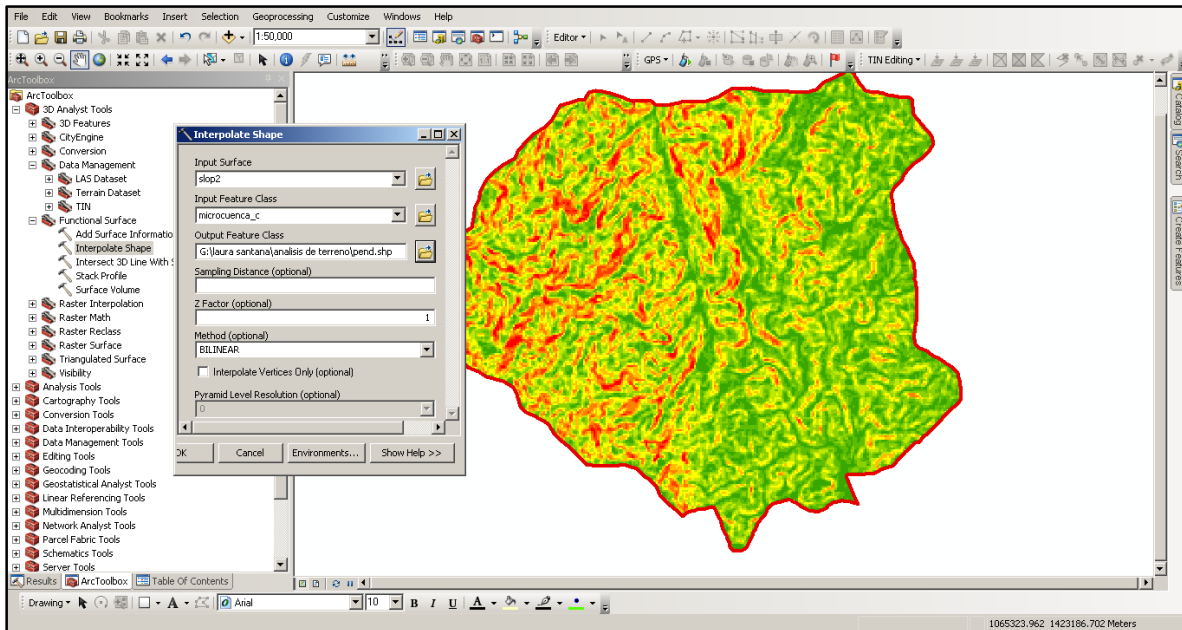 File Edit View Bookmarks Insert Selection Geoprocessing Customize Windows Help
1:50,000 Editor
GPS TIN Editing
ArcToolbox
ArcToolbox
3D Analyst Tools
3D Features
CityEngine
Conversion
Data Management
LAS Dataset
Terrain Dataset
TIN
Functional Surface
Add Surface Informatio
Interpolate Shape
Intersect 3D Line With S
Stack Profile
Surface Volume
Raster Interpolation
Raster Math
Raster Reclass
Raster Surface
Triangulated Surface
Visibility
Analysis Tools
Cartography Tools
Conversion Tools
Data Interoperability Tools
Data Management Tools
Editing Tools
Geocoding Tools
Geostatistical Analyst Tools
Linear Referencing Tools
Multidimension Tools
Network Analyst Tools
Parcel Fabric Tools
Schematics Tools
Server Tools
Results ArcToolbox Table Of Contents
Interpolate Shape
Input Surface
slop2
Input Feature Class
microcuenca_c
Output Feature Class
G:\laura santana\analisis de terreno\pend.shp
Sampling Distance (optional)
Z Factor (optional)
1
Method (optional)
BILINEAR
Interpolate Vertices Only (optional)
Pyramid Level Resolution (optional)
0
OK Cancel Environments... Show Help >>
Catalog
Search
Create Features
Drawing A Arial 10 B I U A
1065323.962 1423186.702 Meters